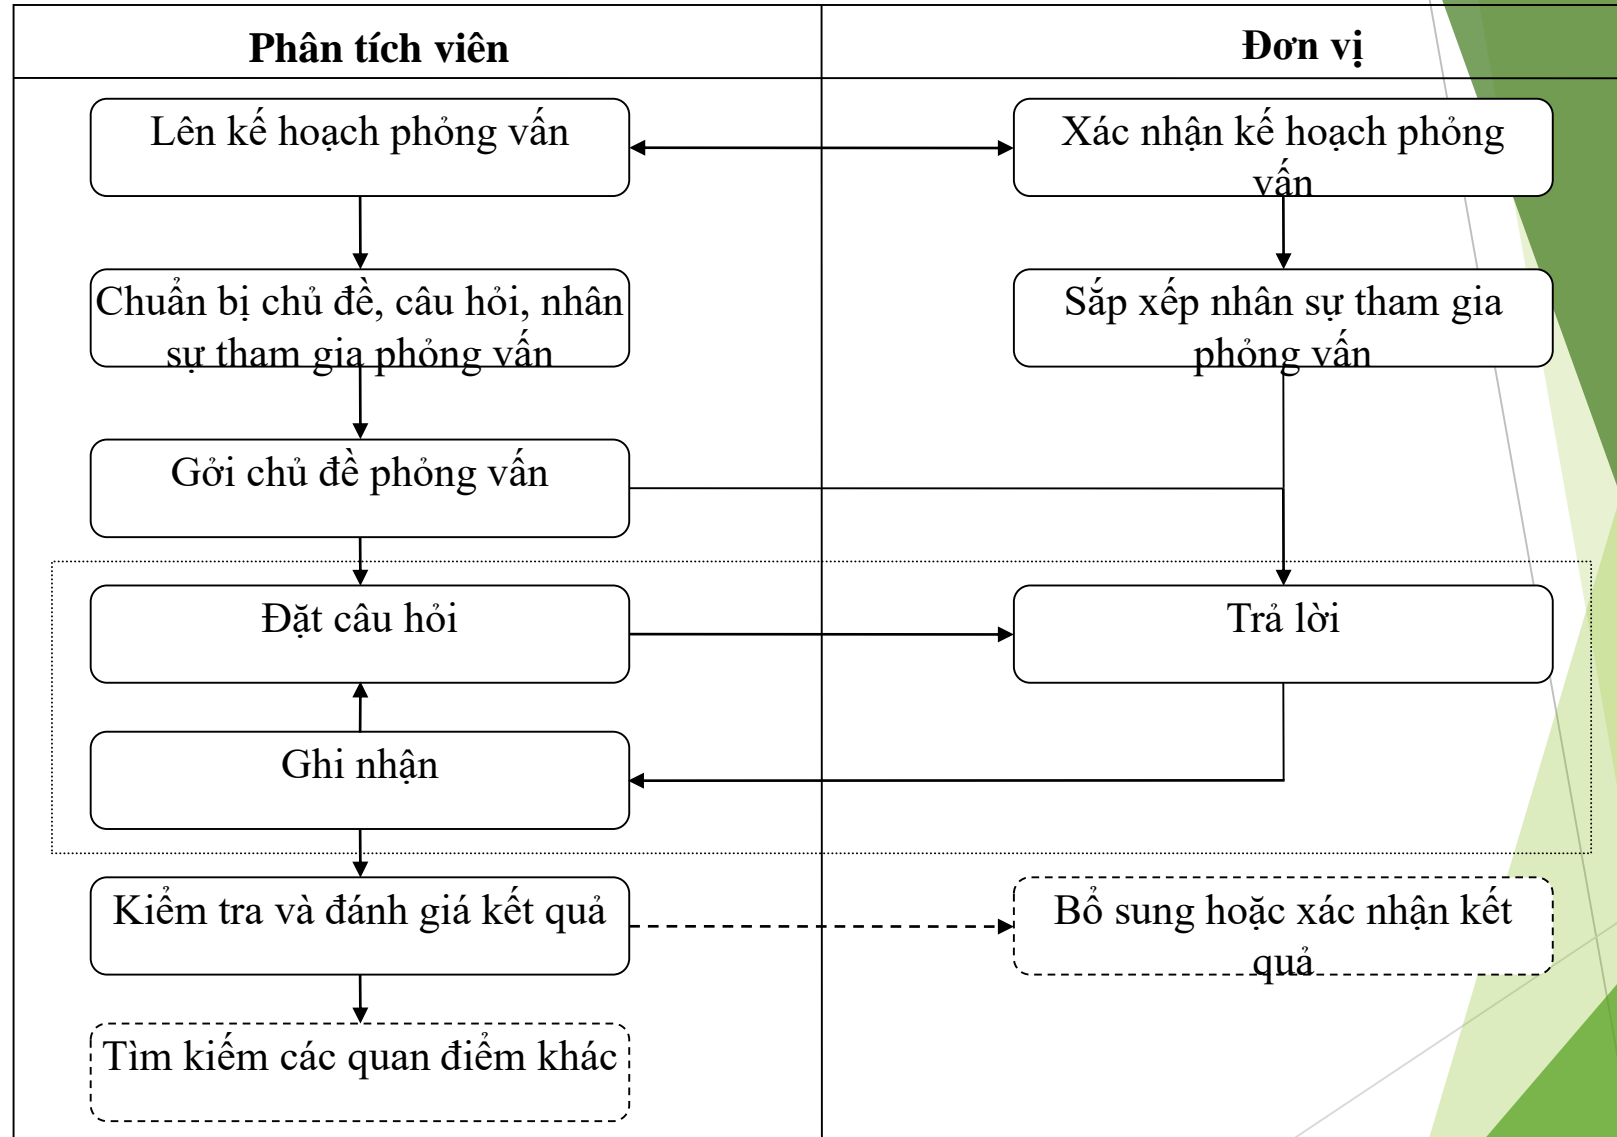 Phân tích viên
Đơn vị
Lên kế hoạch phỏng vấn
Xác nhận kế hoạch phỏng
vấn
Chuẩn bị chủ đề, câu hỏi, nhân
sự tham gia phỏng vấn
Sắp xếp nhân sự tham gia
phỏng vấn
Gởi chủ đề phỏng vấn
Đặt câu hỏi
Trả lời
Ghi nhận
Kiểm tra và đánh giá kết quả
Bổ sung hoặc xác nhận kết
quả
Tìm kiếm các quan điểm khác